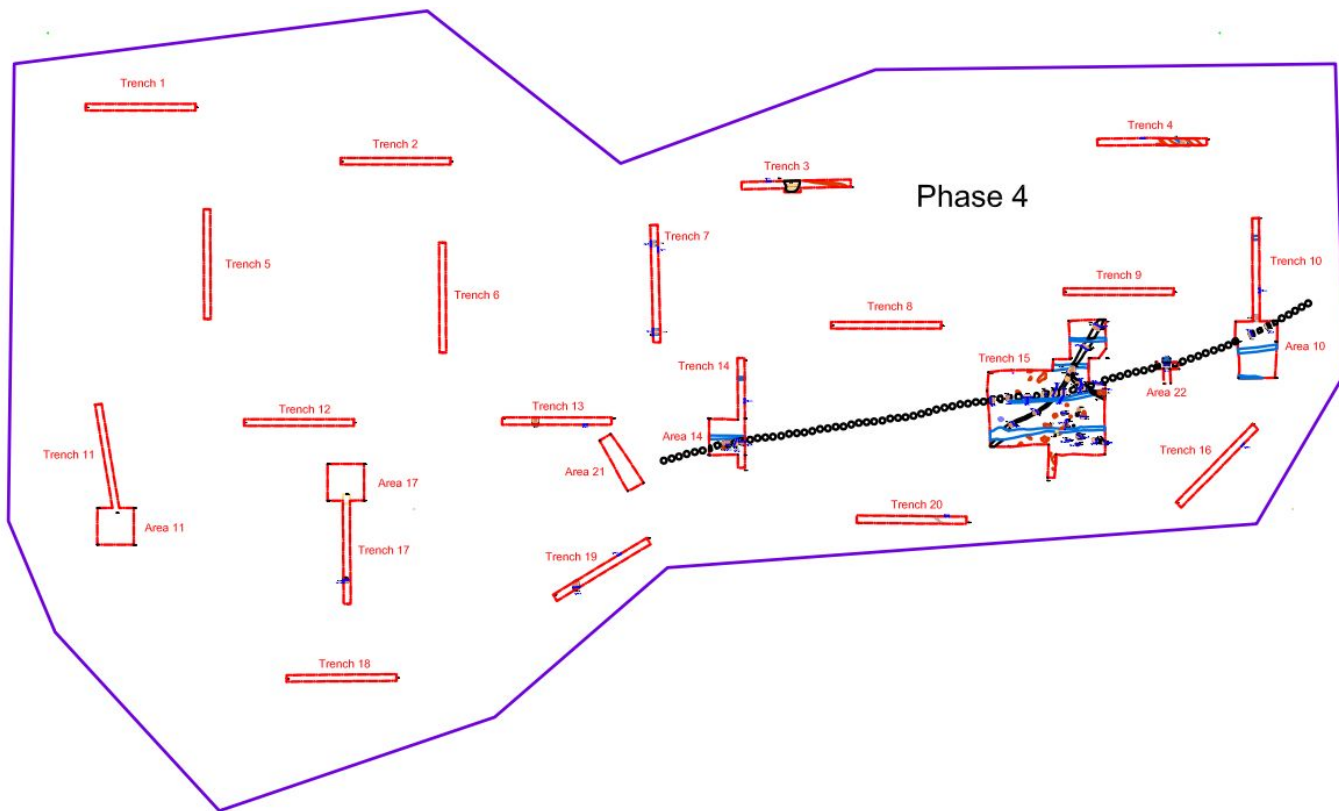 Trench 1
Trench 2
Trench 4
Trench 3
Phase 4
Trench 7
Trench 5
Trench 6
Trench 10
Trench 9
Trench 8
Area 10
Trench 15
Trench 14
Area 22
Trench 12
Trench 13
Area 14
Trench 11
Area 21
Trench 16
Area 17
Area 11
Trench 20
Trench 17
Trench 19
Trench 18